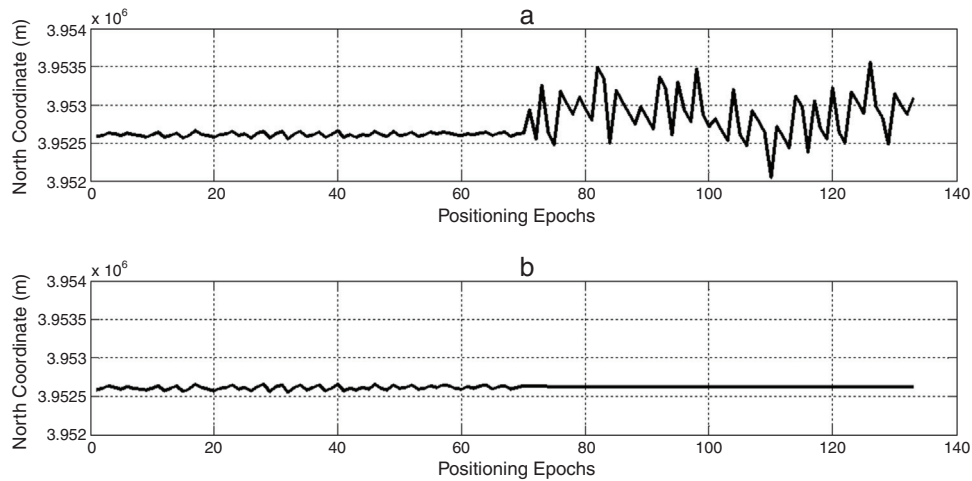 a
x 10^6
3.954
3.9535
3.953
3.9525
3.952
North Coordinate (m)
0 20 40 60 80 100 120 140
Positioning Epochs
b
x 10^6
3.954
3.9535
3.953
3.9525
3.952
North Coordinate (m)
0 20 40 60 80 100 120 140
Positioning Epochs